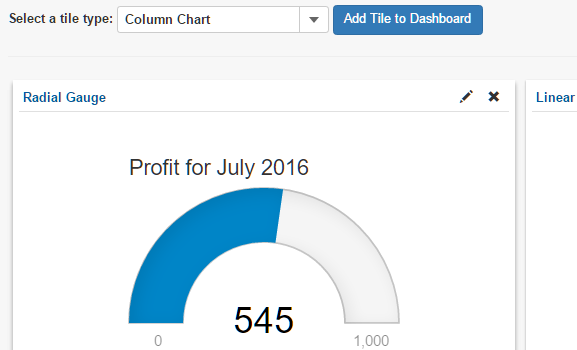 Select a tile type: Column Chart Add Tile to Dashboard
Radial Gauge
Linear
Profit for July 2016
545
0 1,000